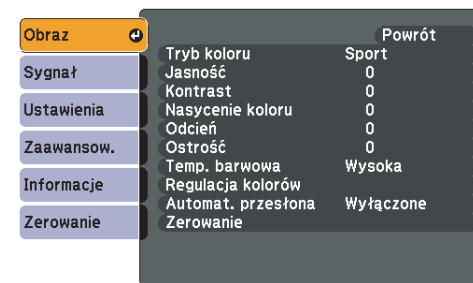 Obraz
Sygnał
Ustawienia
Zaawansow.
Informacje
Zerowanie
Powrót
Tryb koloru Sport
Jasność 0
Kontrast 0
Nasycenie koloru 0
Odcień 0
Ostrość 0
Temp. barwowa Wysoka
Regulacja kolorów
Automat. przesłona Wyłączone
Zerowanie